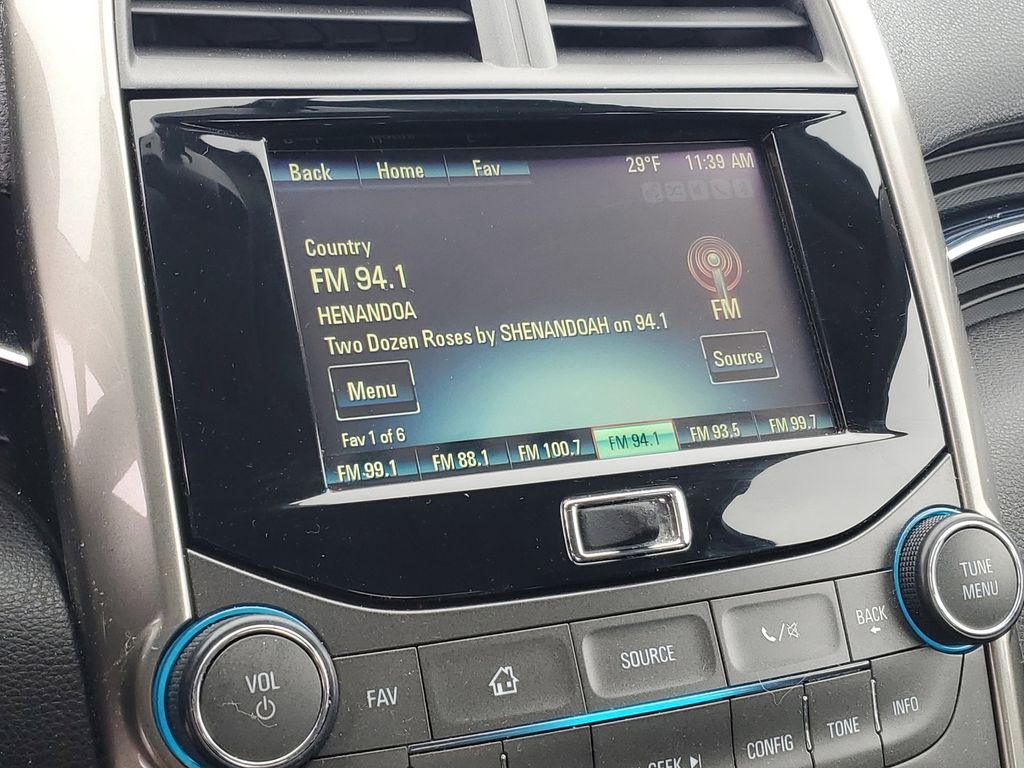 Back Home Fav 29°F 11:39 AM
Country
FM 94.1
HENANDOA
Two Dozen Roses by SHENANDOAH on 94.1
FM
Menu
Source
Fav 1 of 6
FM 99.1 FM 88.1 FM 100.7 FM 94.1 FM 93.5 FM 99.7
TUNE
MENU
VOL
FAV
SOURCE
BACK
SEEK
CONFIG
TONE
INFO